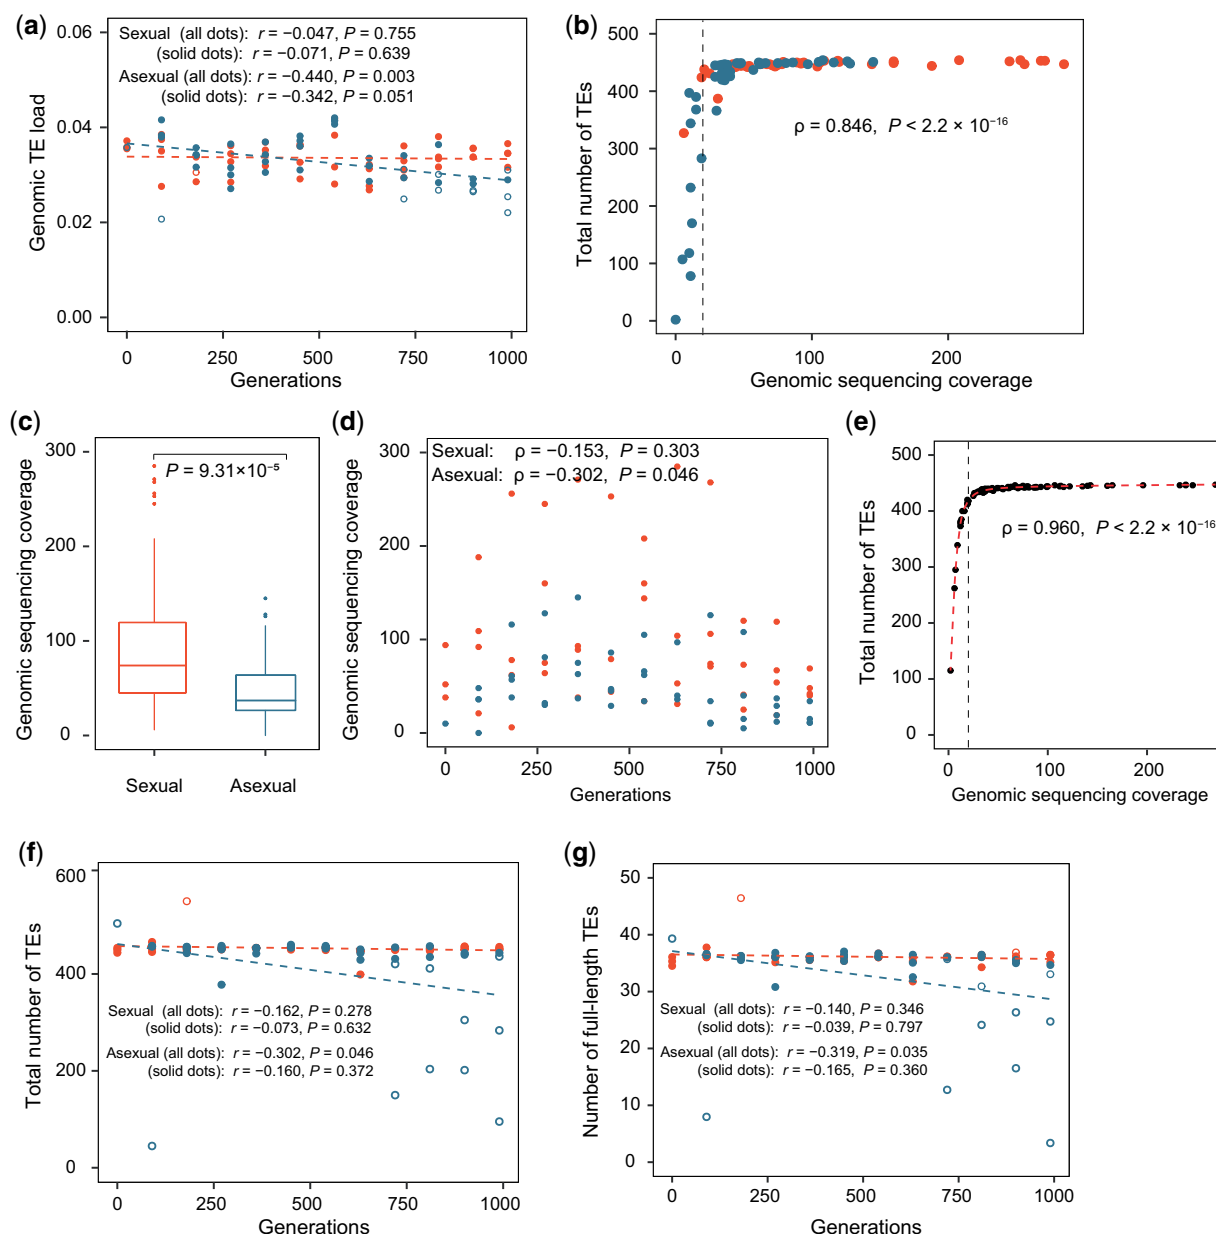 (a)
0.06
0.04
0.02
0.00
Genomic TE load
Sexual (all dots): r = −0.047, P = 0.755
(solid dots): r = −0.071, P = 0.639
Asexual (all dots): r = −0.440, P = 0.003
(solid dots): r = −0.342, P = 0.051
0 250 500 750 1000
Generations
(b)
500
400
300
200
100
0
Total number of TEs
ρ = 0.846, P < 2.2 × 10⁻¹⁶
0 100 200
Genomic sequencing coverage
(c)
300
200
100
0
Genomic sequencing coverage
P = 9.31×10⁻⁵
Sexual Asexual
(d)
300
200
100
0
Genomic sequencing coverage
Sexual: ρ = −0.153, P = 0.303
Asexual: ρ = −0.302, P = 0.046
0 250 500 750 1000
Generations
(e)
500
400
300
200
100
0
Total number of TEs
ρ = 0.960, P < 2.2 × 10⁻¹⁶
0 100 200
Genomic sequencing coverage
(f)
600
400
200
0
Total number of TEs
Sexual (all dots): r = −0.162, P = 0.278
(solid dots): r = −0.073, P = 0.632
Asexual (all dots): r = −0.302, P = 0.046
(solid dots): r = −0.160, P = 0.372
0 250 500 750 1000
Generations
(g)
50
40
30
20
10
0
Number of full-length TEs
Sexual (all dots): r = −0.140, P = 0.346
(solid dots): r = −0.039, P = 0.797
Asexual (all dots): r = −0.319, P = 0.035
(solid dots): r = −0.165, P = 0.360
0 250 500 750 1000
Generations